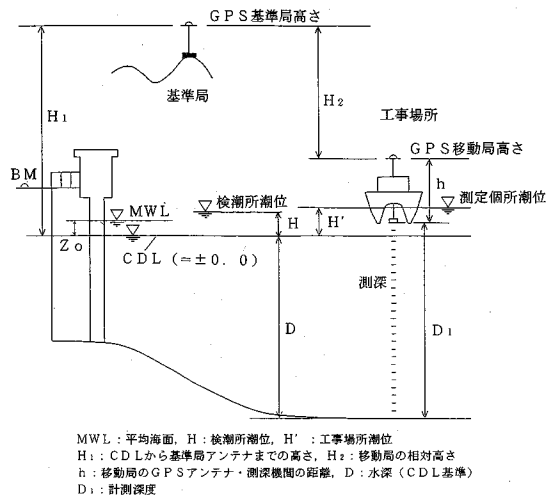 GPS基準局高さ
基準局
H₁
H₂
工事場所
GPS移動局高さ
h
BM
MWL
検潮所潮位
測定個所潮位
Z₀
H
H′
CDL(=±0.0)
測深
D
D₁
MWL:平均海面,H:検潮所潮位,H′:工事場所潮位
H₁:CDLから基準局アンテナまでの高さ,H₂:移動局の相対高さ
h:移動局のGPSアンテナ・測深機間の距離,D:水深(CDL基準)
D₁:計測深度